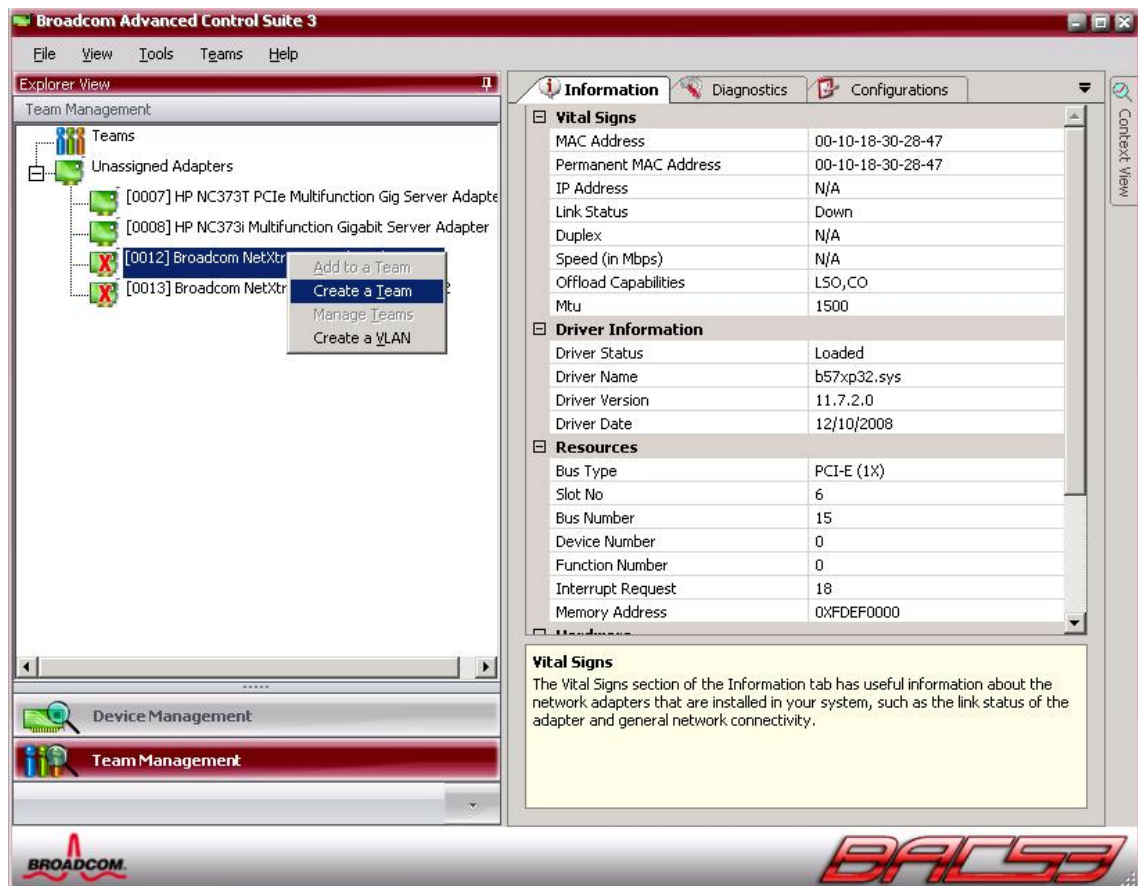 Broadcom Advanced Control Suite 3
File View Tools Teams Help
Explorer View
Team Management
Teams
Unassigned Adapters
[0007] HP NC373T PCIe Multifunction Gig Server Adapte
[0008] HP NC373i Multifunction Gigabit Server Adapter
[0012] Broadcom NetXtr
[0013] Broadcom NetXtr
Add to a Team
Create a Team
Manage Teams
Create a VLAN
Device Management
Team Management
Information Diagnostics Configurations
Vital Signs
MAC Address 00-10-18-30-28-47
Permanent MAC Address 00-10-18-30-28-47
IP Address N/A
Link Status Down
Duplex N/A
Speed (in Mbps) N/A
Offload Capabilities LSO,CO
Mtu 1500
Driver Information
Driver Status Loaded
Driver Name b57xp32.sys
Driver Version 11.7.2.0
Driver Date 12/10/2008
Resources
Bus Type PCI-E (1X)
Slot No 6
Bus Number 15
Device Number 0
Function Number 0
Interrupt Request 18
Memory Address 0XFDEF0000
Vital Signs
The Vital Signs section of the Information tab has useful information about the
network adapters that are installed in your system, such as the link status of the
adapter and general network connectivity.
Context View
BROADCOM.
BACS3